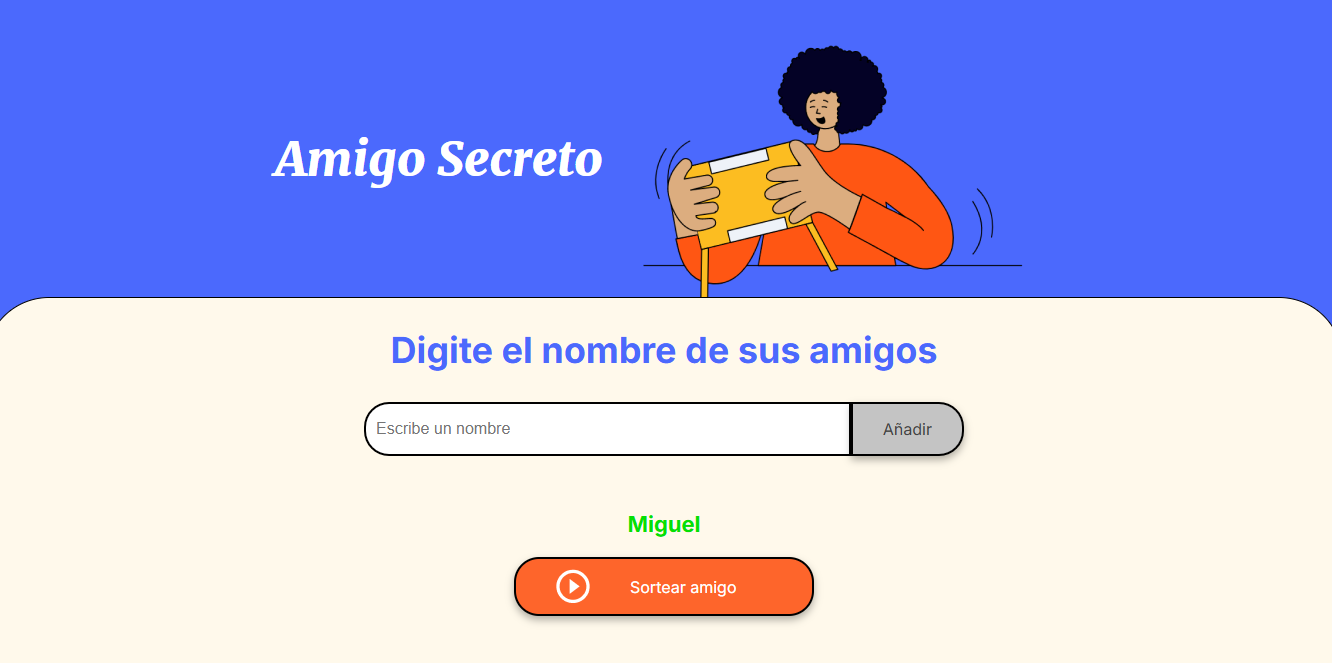 Amigo Secreto
Digite el nombre de sus amigos
Escribe un nombre
Añadir
Miguel
Sortear amigo